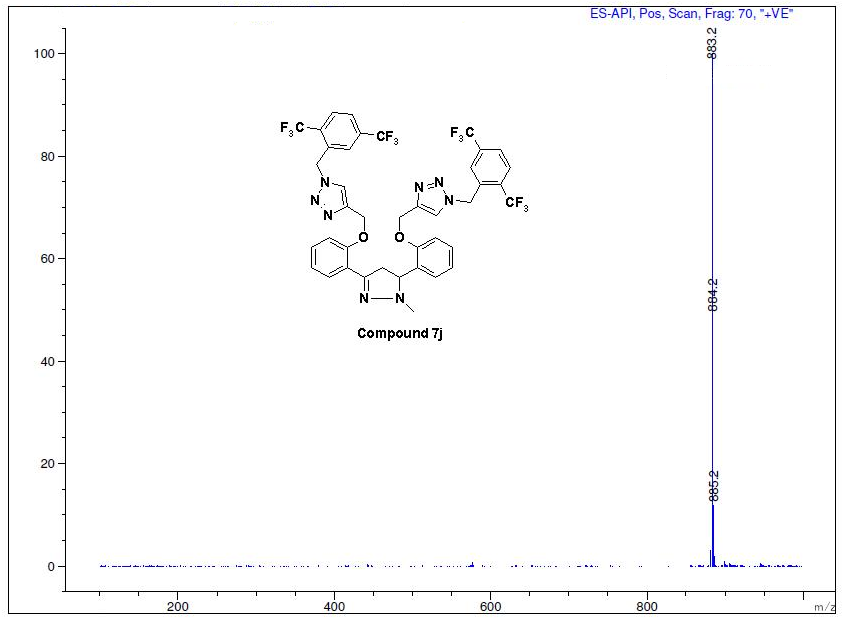 ES-API, Pos, Scan, Frag: 70, "+VE"
883.2
100
F3C
CF3
F3C
80
N
N
N
N
N
N
CF3
O
O
60
884.2
N
N
Compound 7j
40
20
885.2
0
200
400
600
800
m/z